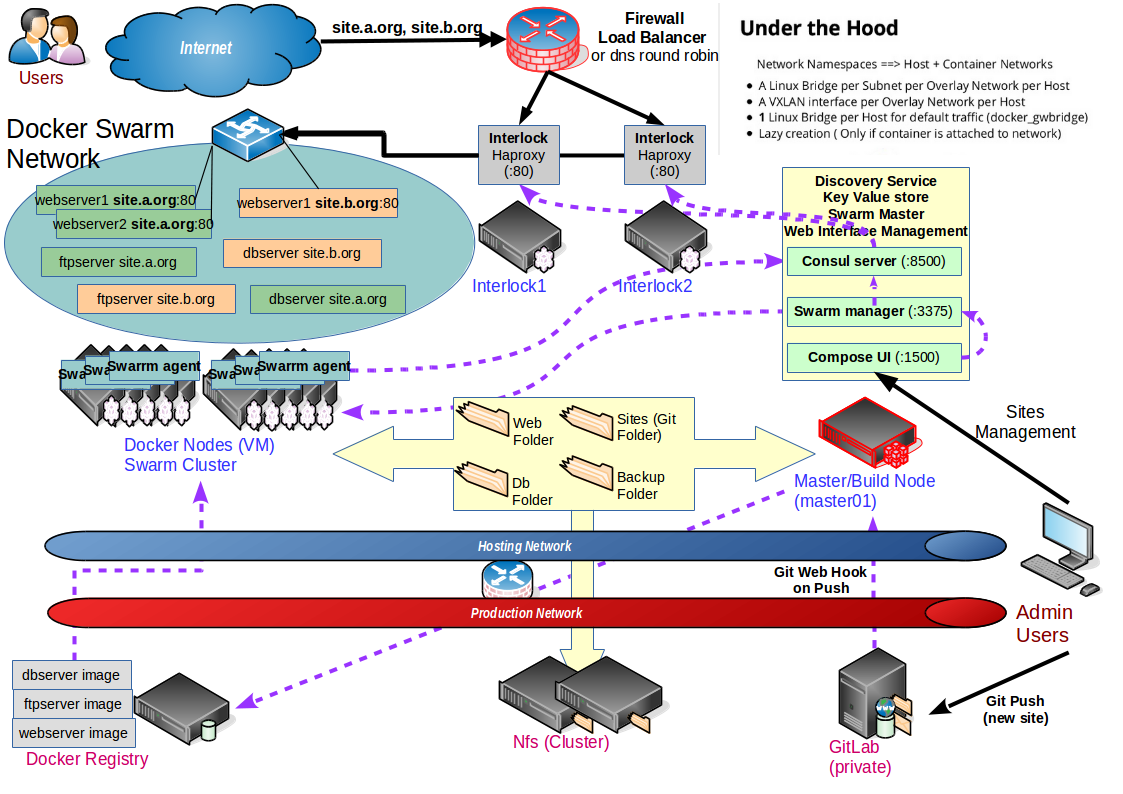 Users
Internet
site.a.org, site.b.org
Firewall
Load Balancer
or dns round robin
Under the Hood
Network Namespaces ==> Host + Container Networks
● A Linux Bridge per Subnet per Overlay Network per Host
● A VXLAN interface per Overlay Network per Host
● 1 Linux Bridge per Host for default traffic (docker_gwbridge)
● Lazy creation ( Only if container is attached to network)
Docker Swarm
Network
Interlock
Haproxy
(:80)
Interlock
Haproxy
(:80)
webserver1 site.a.org:80
webserver2 site.a.org:80
ftpserver site.a.org
ftpserver site.b.org
webserver1 site.b.org:80
dbserver site.b.org
dbserver site.a.org
Interlock1
Interlock2
Discovery Service
Key Value store
Swarm Master
Web Interface Management
Consul server (:8500)
Swarm manager (:3375)
Compose UI (:1500)
Swa
Swa
Swarrm agent
Swa
Swa
Swarrm agent
Docker Nodes (VM)
Swarm Cluster
Web
Folder
Sites (Git
Folder)
Db
Folder
Backup
Folder
Sites
Management
Master/Build Node
(master01)
Hosting Network
Git Web Hook
on Push
Production Network
Admin
Users
dbserver image
ftpserver image
webserver image
Docker Registry
Nfs (Cluster)
GitLab
(private)
Git Push
(new site)